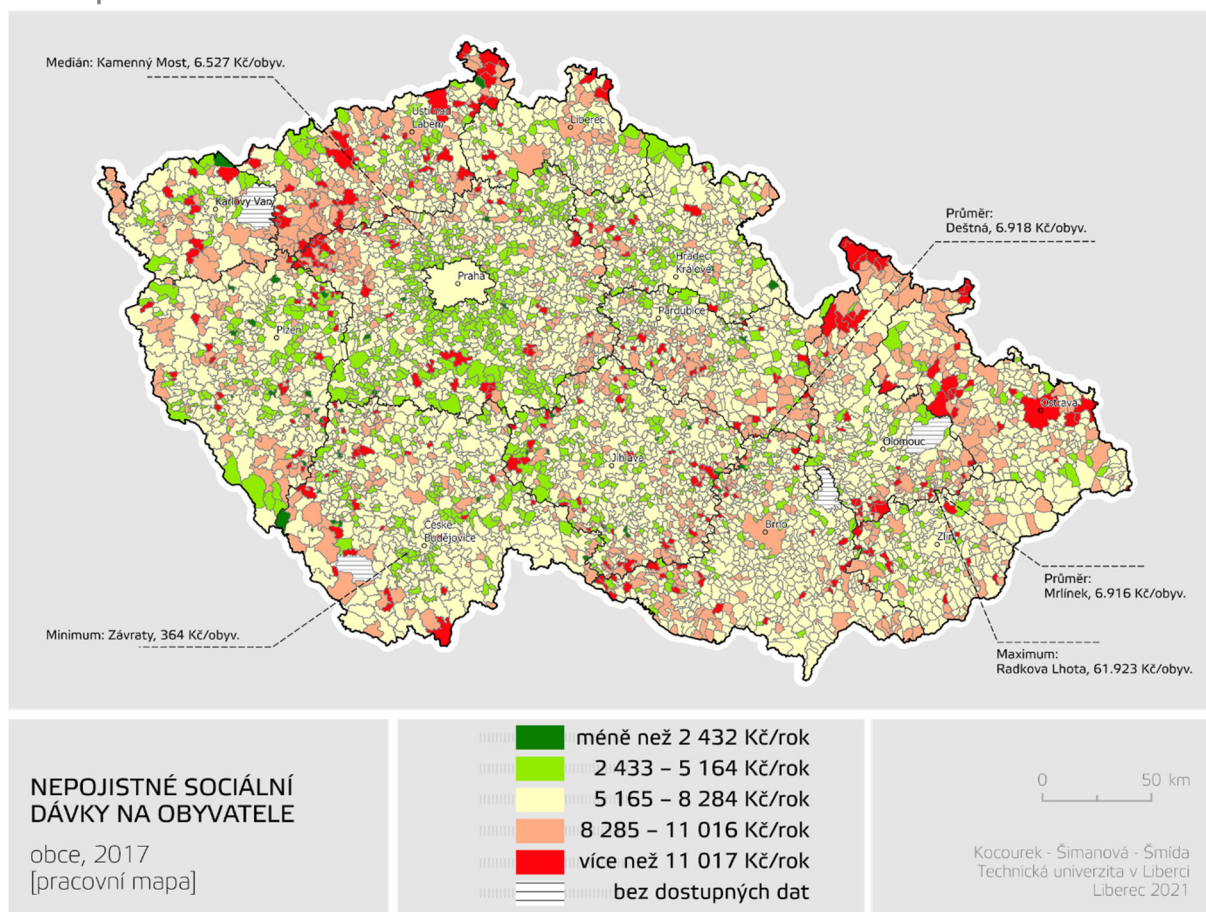 Medián: Kamenný Most, 6.527 Kč/obyv.
Ústí nad
Labem
Liberec
Karlovy Vary
Průměr:
Deštná, 6.918 Kč/obyv.
Praha
Hradec
Králové
Pardubice
Plzeň
Ostrava
Olomouc
Jihlava
České
Budějovice
Brno
Zlín
Průměr:
Mrlínek, 6.916 Kč/obyv.
Minimum: Závraty, 364 Kč/obyv.
Maximum:
Radkova Lhota, 61.923 Kč/obyv.
NEPOJISTNÉ SOCIÁLNÍ
DÁVKY NA OBYVATELE
obce, 2017
[pracovní mapa]
méně než 2 432 Kč/rok
2 433 – 5 164 Kč/rok
5 165 – 8 284 Kč/rok
8 285 – 11 016 Kč/rok
více než 11 017 Kč/rok
bez dostupných dat
0 50 km
Kocourek - Šimanová - Šmída
Technická univerzita v Liberci
Liberec 2021